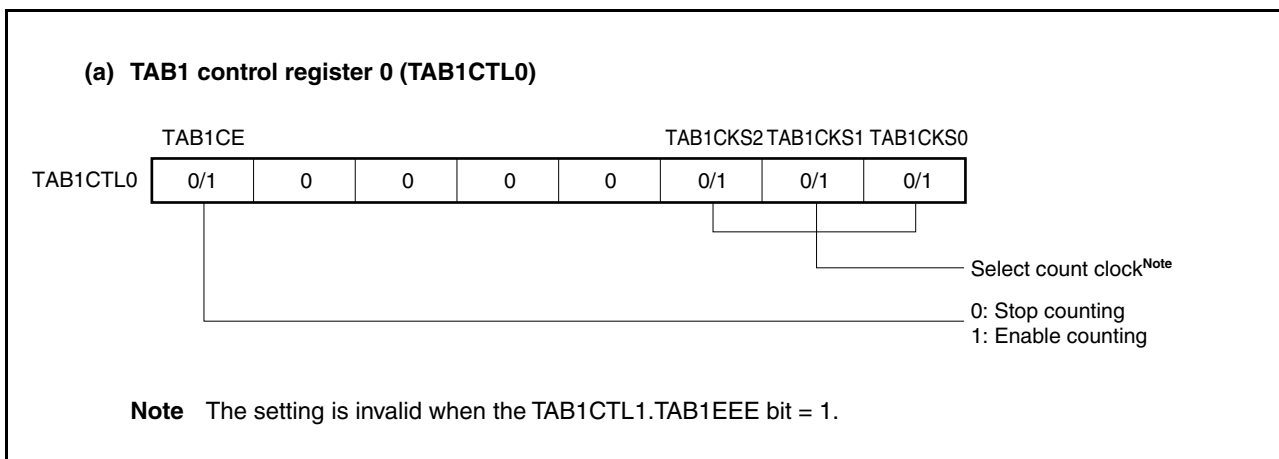 (a) TAB1 control register 0 (TAB1CTL0)
TAB1CE TAB1CKS2 TAB1CKS1 TAB1CKS0
TAB1CTL0 0/1 0 0 0 0 0/1 0/1 0/1
Select count clockNote
0: Stop counting
1: Enable counting
Note The setting is invalid when the TAB1CTL1.TAB1EEE bit = 1.